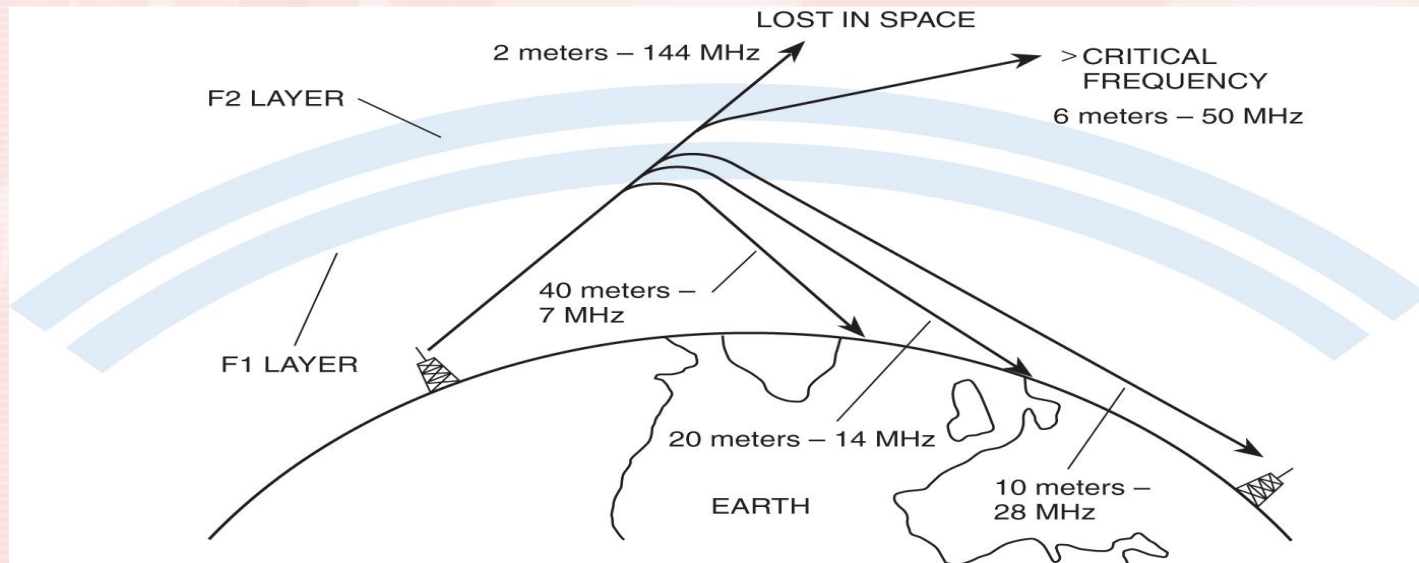 LOST IN SPACE
2 meters – 144 MHz
>CRITICAL
FREQUENCY
6 meters – 50 MHz
F2 LAYER
F1 LAYER
40 meters –
7 MHz
20 meters – 14 MHz
10 meters –
28 MHz
EARTH